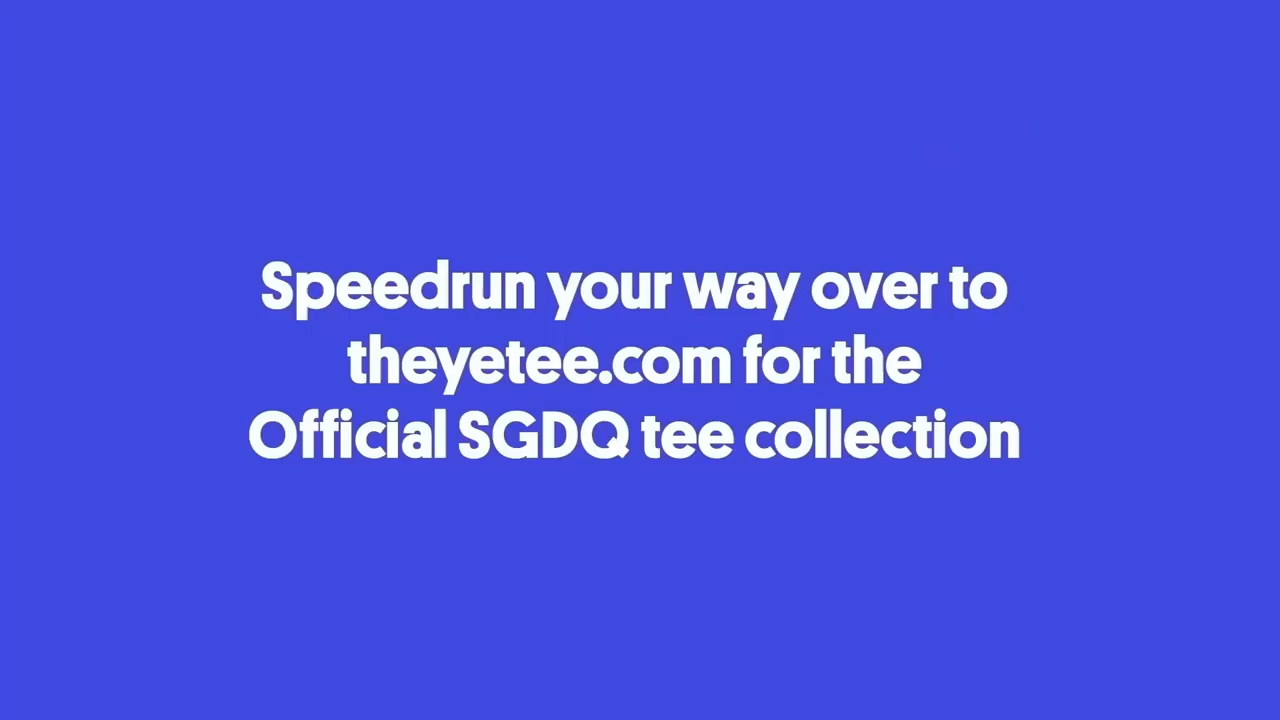 Speedrun your way over to
theyetee.com for the
Official SGDQ tee collection